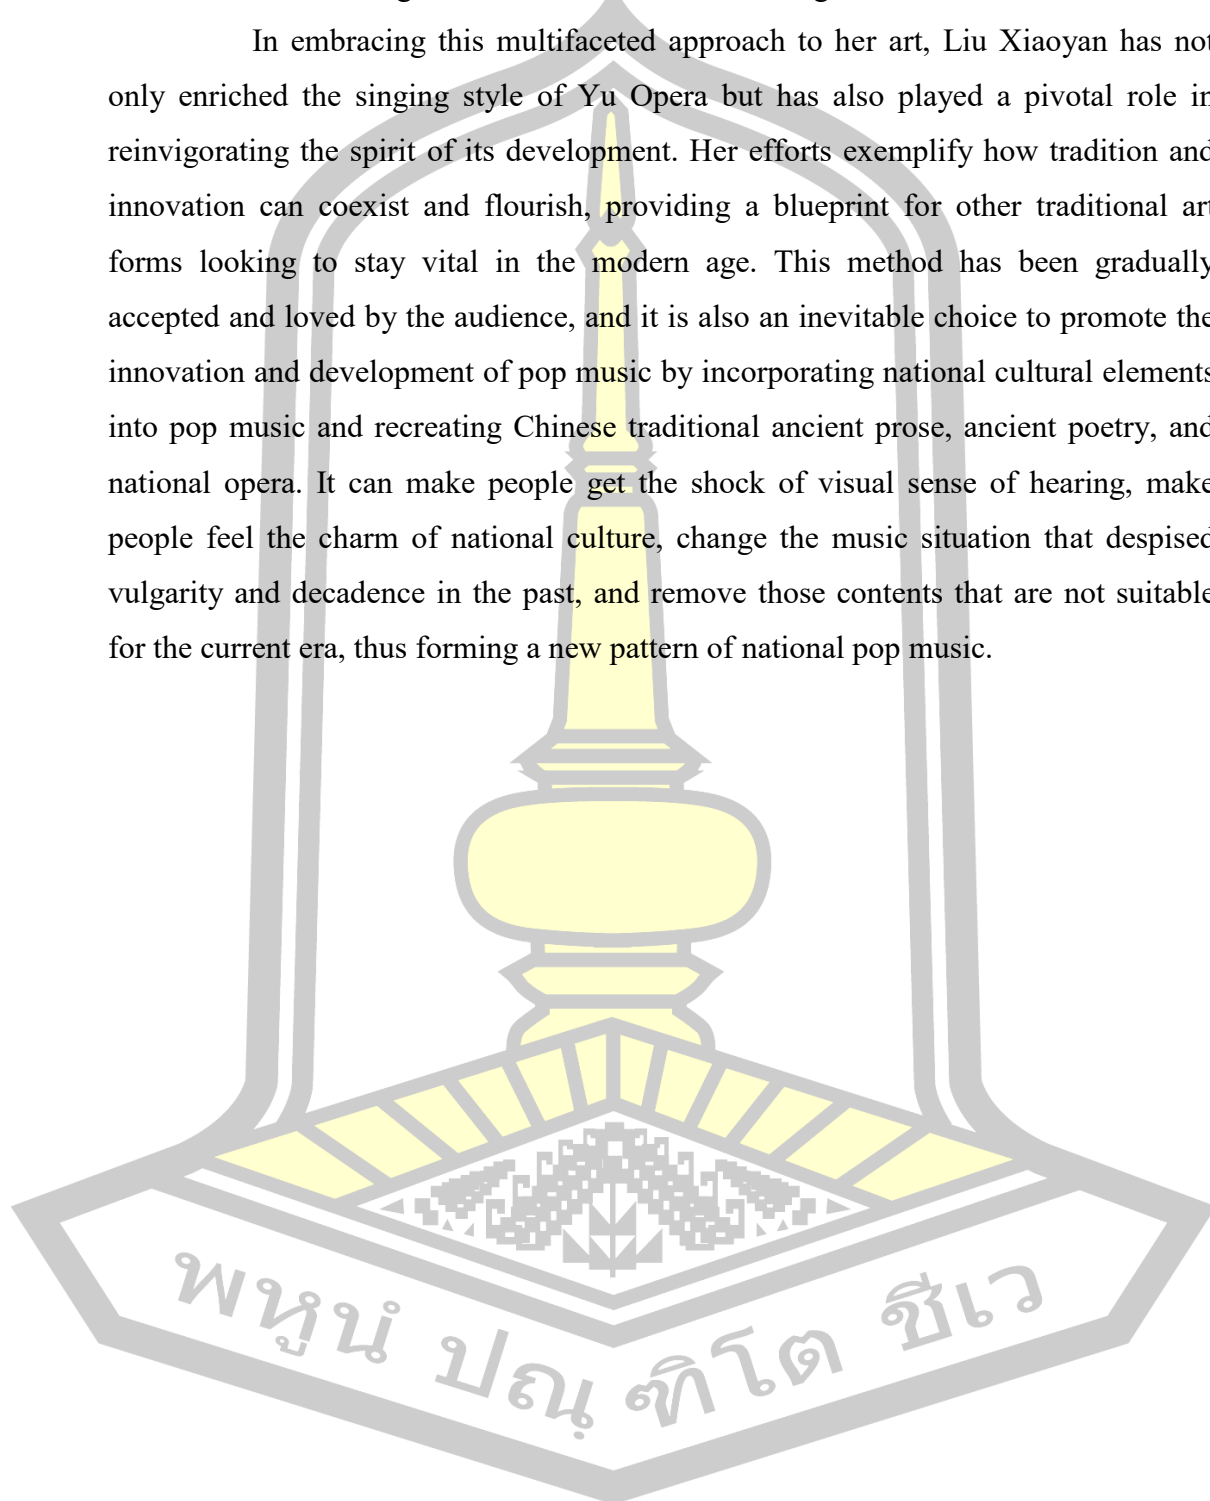 In embracing this multifaceted approach to her art, Liu Xiaoyan has not
only enriched the singing style of Yu Opera but has also played a pivotal role in
reinvigorating the spirit of its development. Her efforts exemplify how tradition and
innovation can coexist and flourish, providing a blueprint for other traditional art
forms looking to stay vital in the modern age. This method has been gradually
accepted and loved by the audience, and it is also an inevitable choice to promote the
innovation and development of pop music by incorporating national cultural elements
into pop music and recreating Chinese traditional ancient prose, ancient poetry, and
national opera. It can make people get the shock of visual sense of hearing, make
people feel the charm of national culture, change the music situation that despised
vulgarity and decadence in the past, and remove those contents that are not suitable
for the current era, thus forming a new pattern of national pop music.
พหูนํ ปณฺฑิโต ชีเว